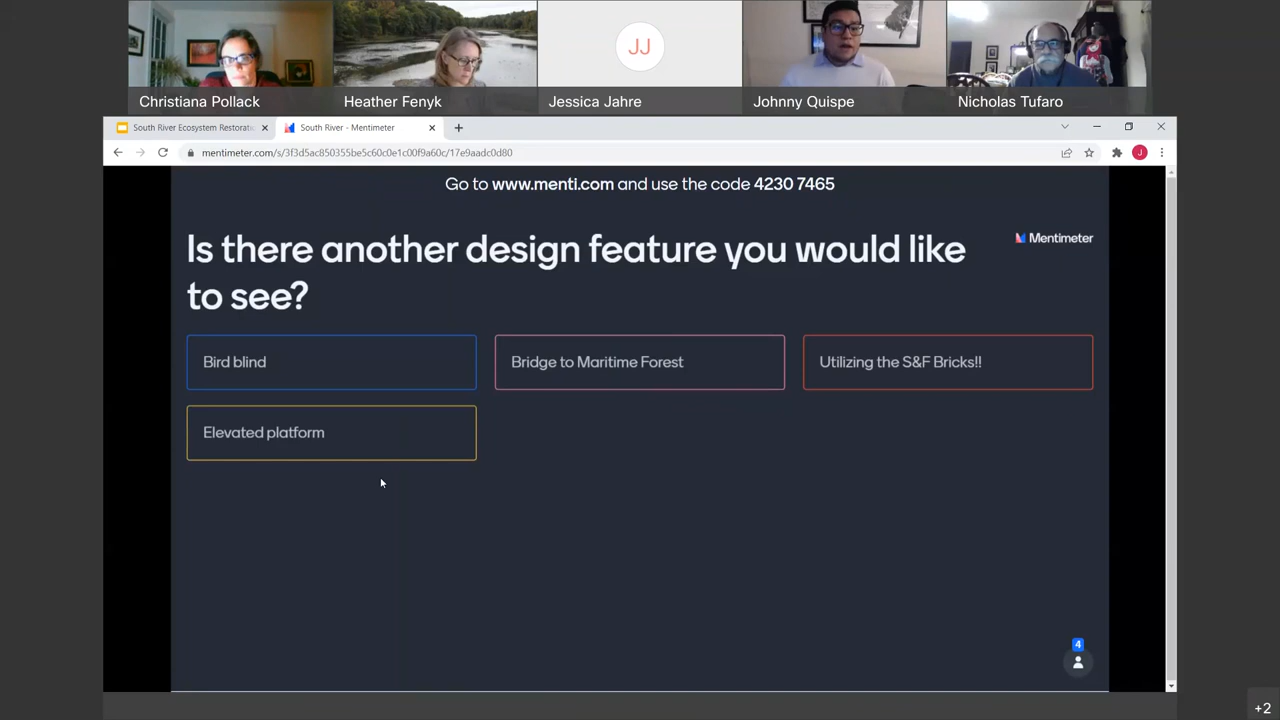 JJ
Christiana Pollack
Heather Fenyk
Jessica Jahre
Johnny Quispe
Nicholas Tufaro
South River Ecosystem Restorati
South River - Mentimeter
mentimeter.com/s/3f3d5ac850355be5c60c0e1c00f9a60c/17e9aadc0d80
J
Go to www.menti.com and use the code 4230 7465
Mentimeter
Is there another design feature you would like
to see?
Bird blind
Bridge to Maritime Forest
Utilizing the S&F Bricks!!
Elevated platform
4
+2